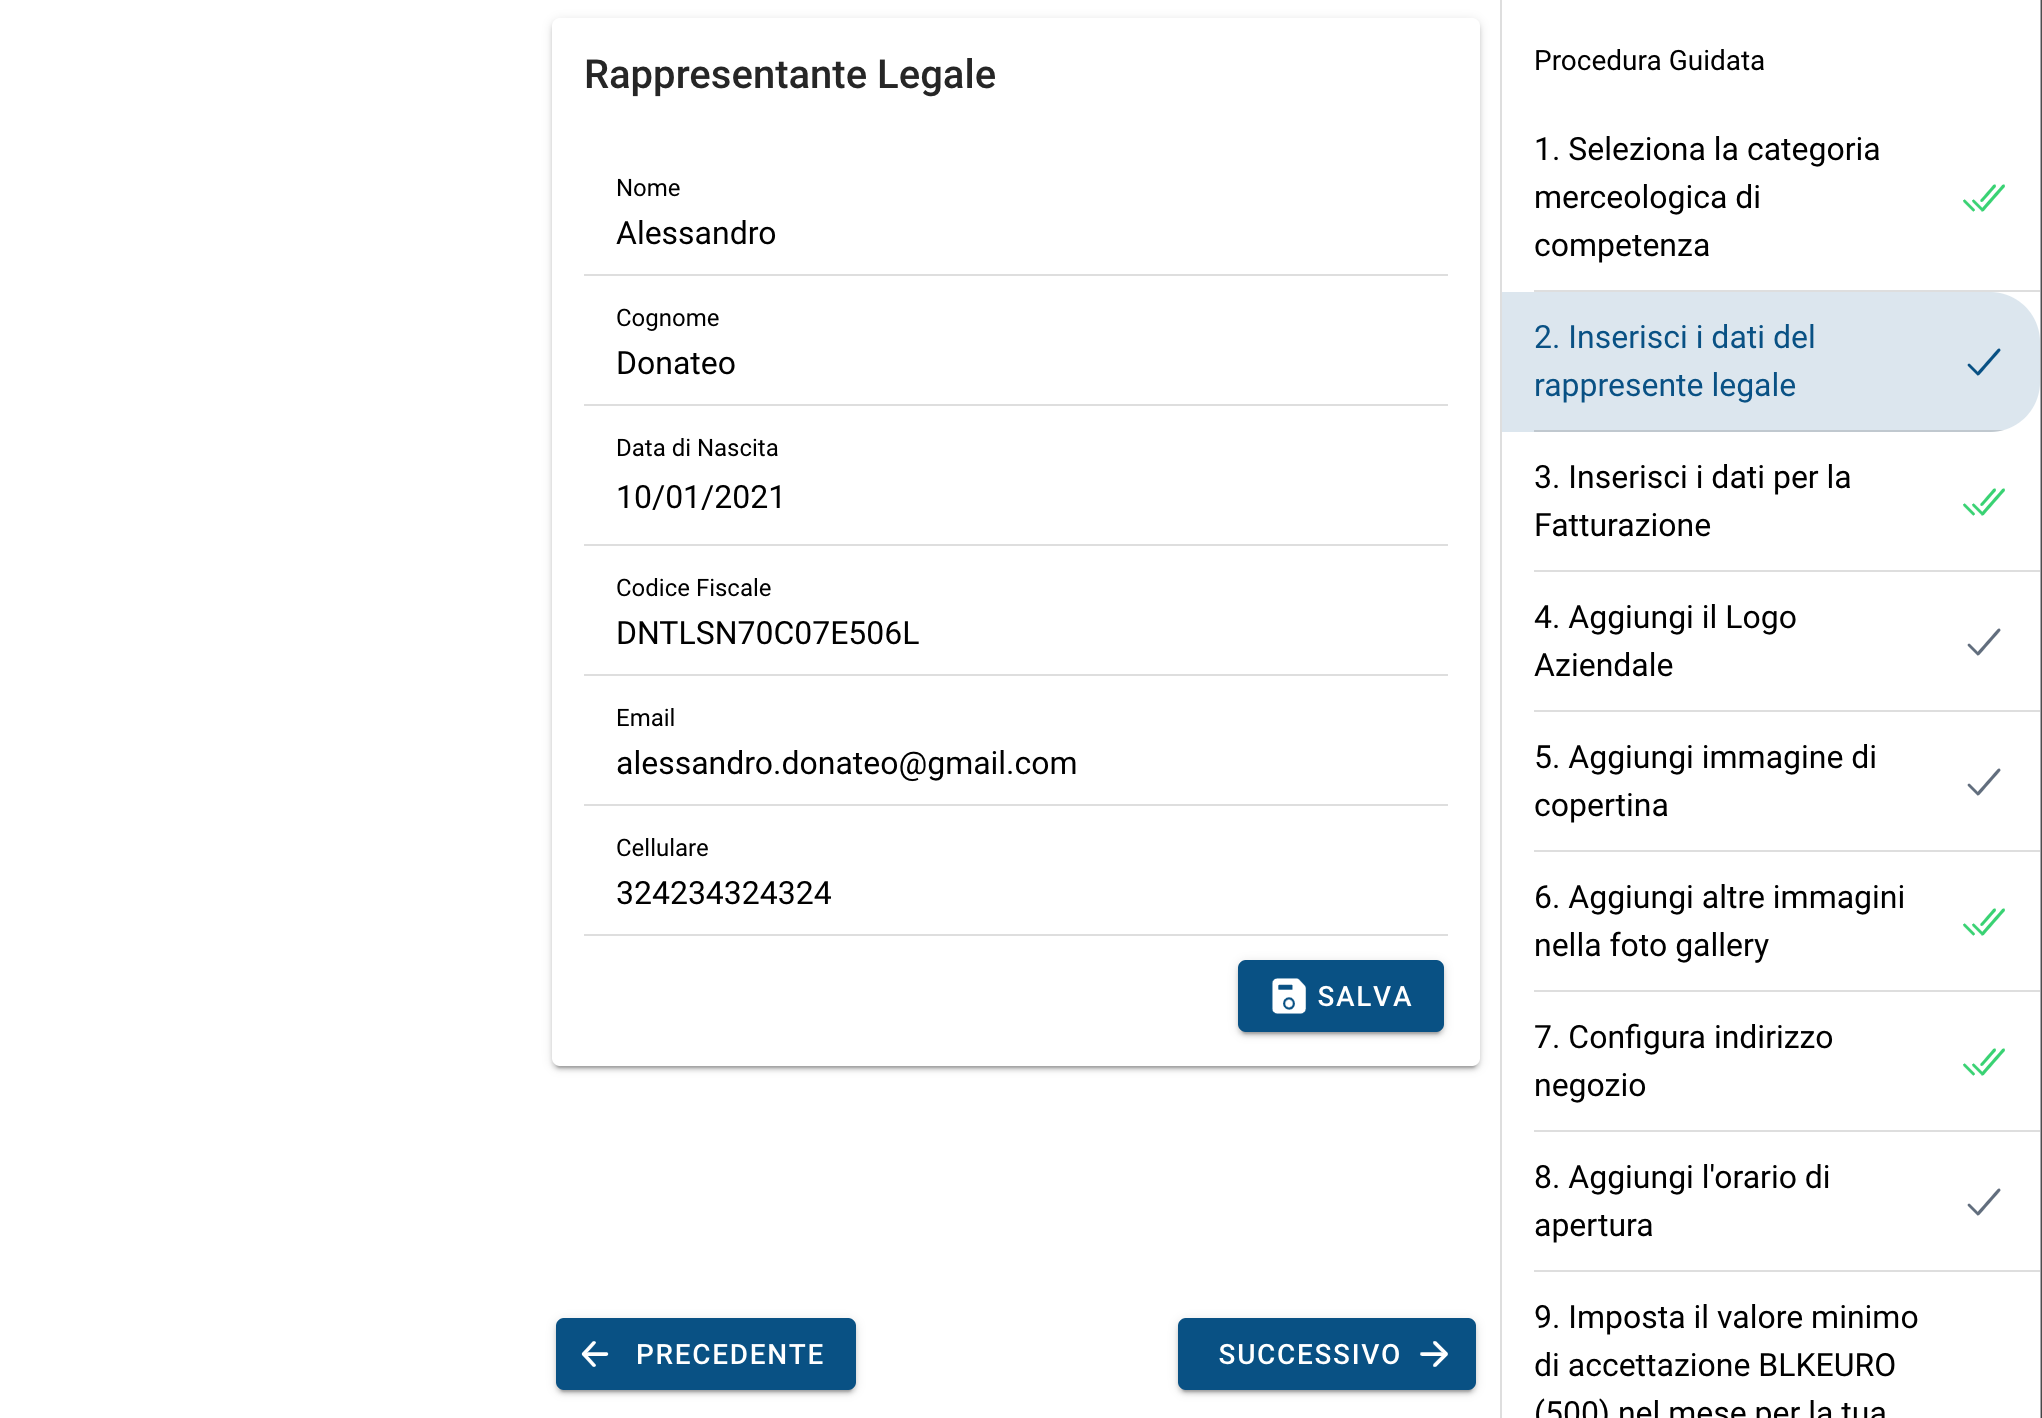 Rappresentante Legale
Nome
Alessandro
Cognome
Donateo
Data di Nascita
10/01/2021
Codice Fiscale
DNTLSN70C07E506L
Email
alessandro.donateo@gmail.com
Cellulare
324234324324
SALVA
PRECEDENTE
SUCCESSIVO
Procedura Guidata
1. Seleziona la categoria
merceologica di
competenza
2. Inserisci i dati del
rappresente legale
3. Inserisci i dati per la
Fatturazione
4. Aggiungi il Logo
Aziendale
5. Aggiungi immagine di
copertina
6. Aggiungi altre immagini
nella foto gallery
7. Configura indirizzo
negozio
8. Aggiungi l'orario di
apertura
9. Imposta il valore minimo
di accettazione BLKEURO
(500) nel mese per la tua